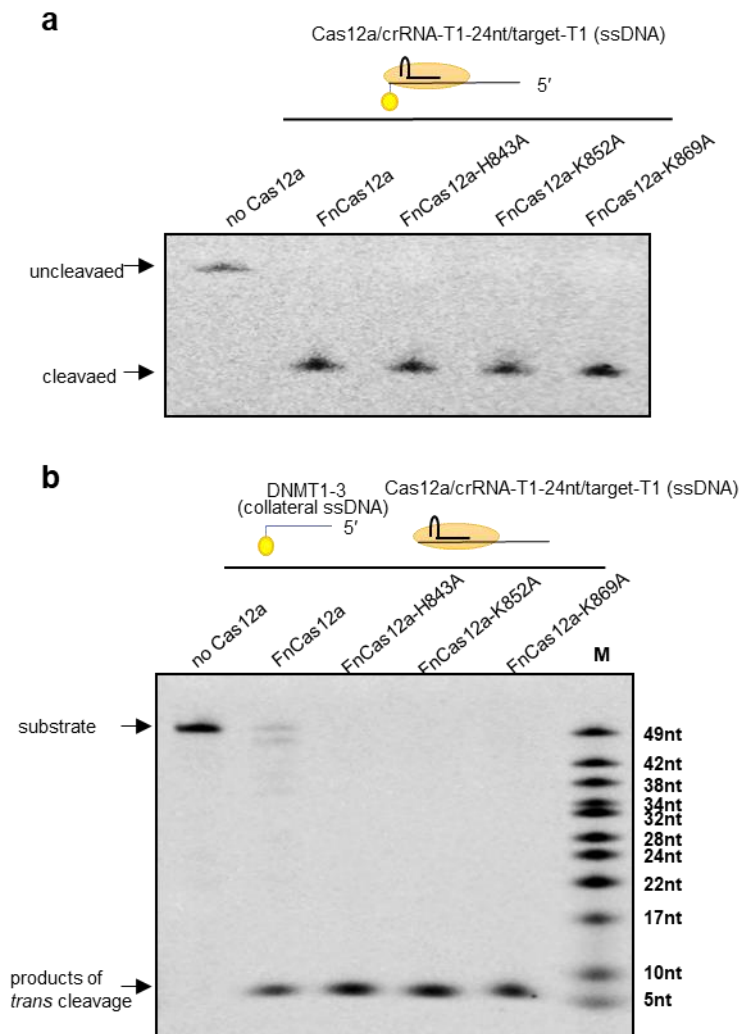 a
Cas12a/crRNA-T1-24nt/target-T1 (ssDNA)
5′
no Cas12a
FnCas12a
FnCas12a-H843A
FnCas12a-K852A
FnCas12a-K869A
uncleavaed
cleavaed
b
DNMT1-3
(collateral ssDNA)
5′
Cas12a/crRNA-T1-24nt/target-T1 (ssDNA)
no Cas12a
FnCas12a
FnCas12a-H843A
FnCas12a-K852A
FnCas12a-K869A
M
substrate
49nt
42nt
38nt
34nt
32nt
28nt
24nt
22nt
17nt
10nt
5nt
products of
trans cleavage